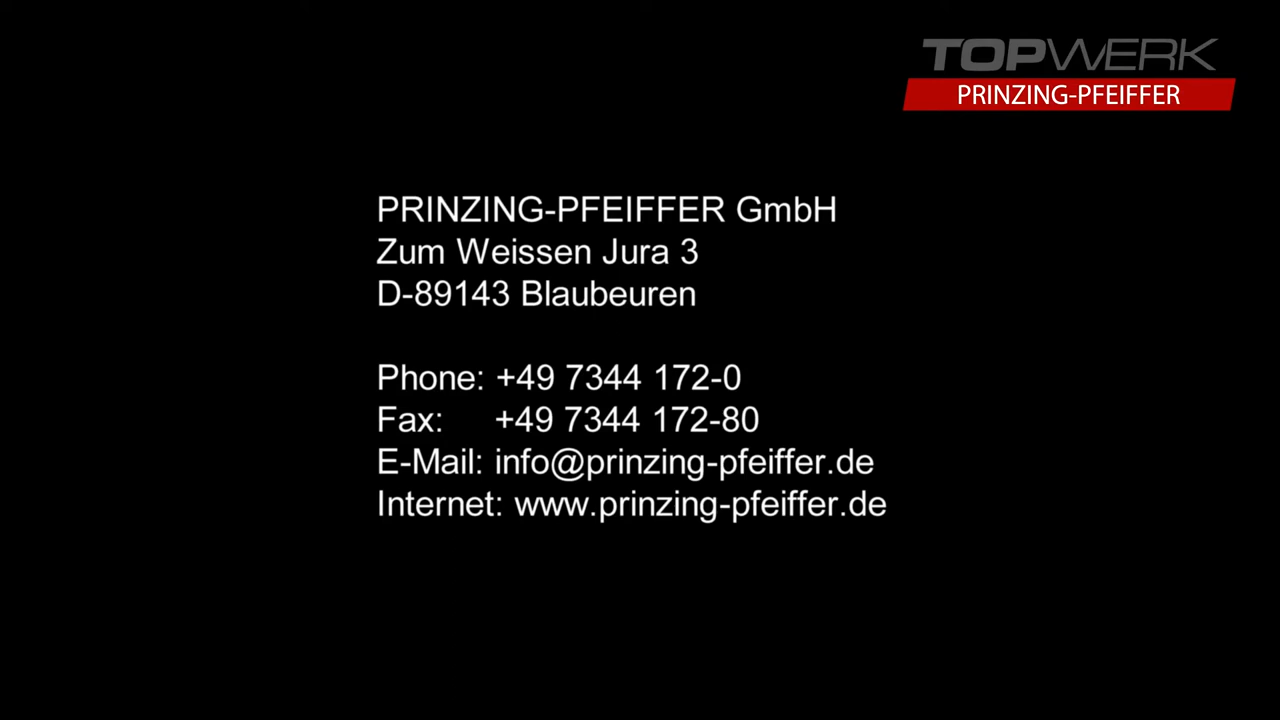 TOPWERK
PRINZING-PFEIFFER
PRINZING-PFEIFFER GmbH
Zum Weissen Jura 3
D-89143 Blaubeuren
Phone: +49 7344 172-0
Fax: +49 7344 172-80
E-Mail: info@prinzing-pfeiffer.de
Internet: www.prinzing-pfeiffer.de